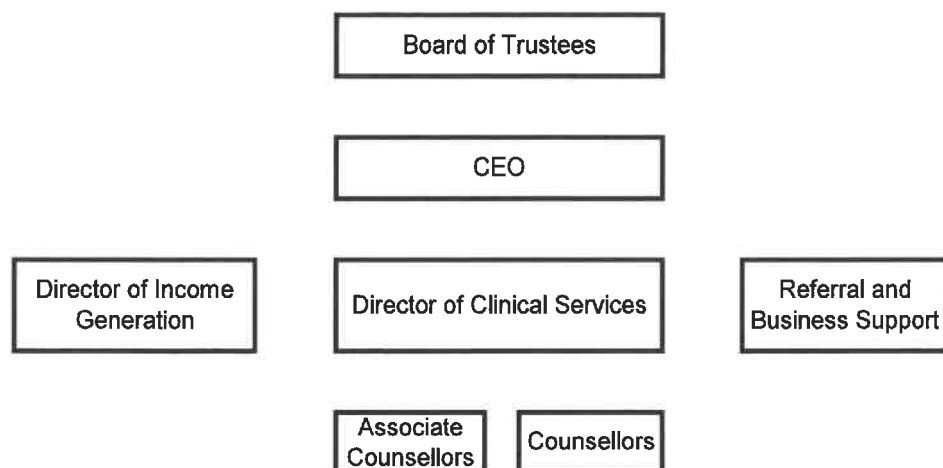 Board of Trustees
CEO
Director of Income
Generation
Director of Clinical Services
Referral and
Business Support
Associate
Counsellors
Counsellors